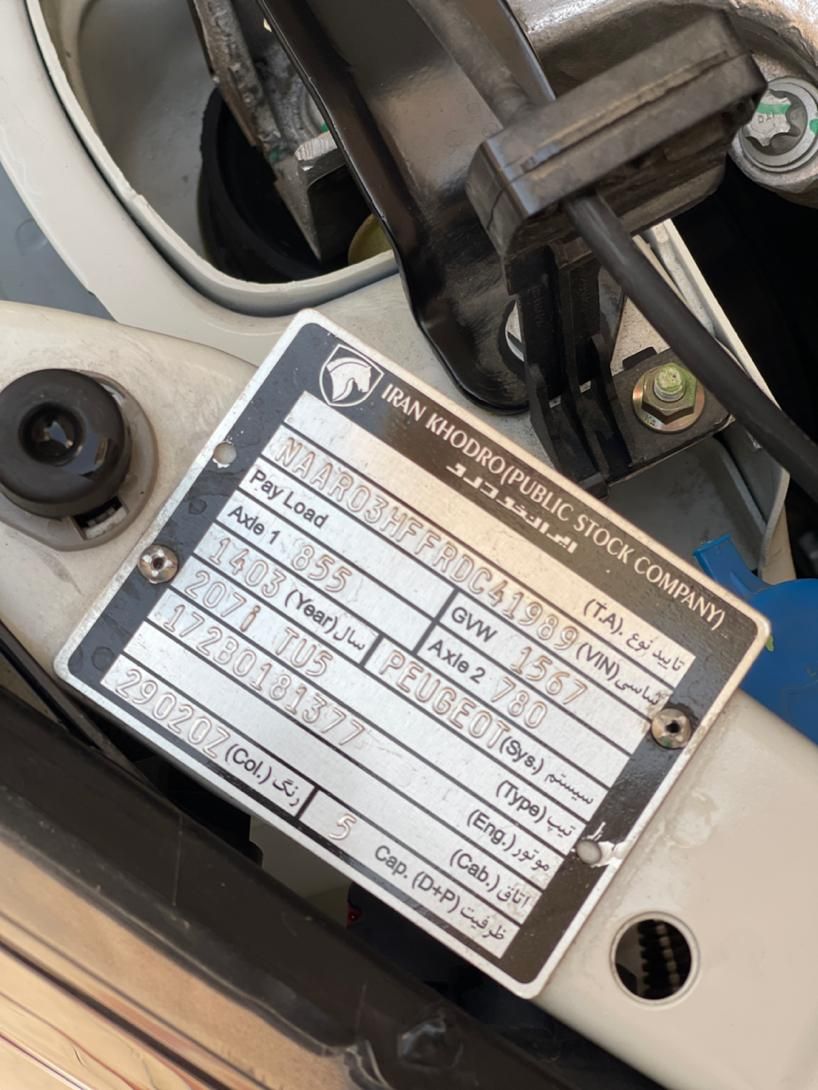 IRAN KHODRO(PUBLIC STOCK COMPANY)
ایران خودرو
تایید نوع .(T.A)
NAAR03HFFRDC41989 (VIN) شاسی
Pay Load GVW 1567
Axle 1 855 Axle 2 780
1403 (Year) سال PEUGEOT (Sys.) سیستم
207i TU5 (Type) تیپ
172B0181377 (Eng.) موتور
(Cab.) اتاق
29020Z (Col.) رنگ 5 Cap. (D+P) ظرفیت